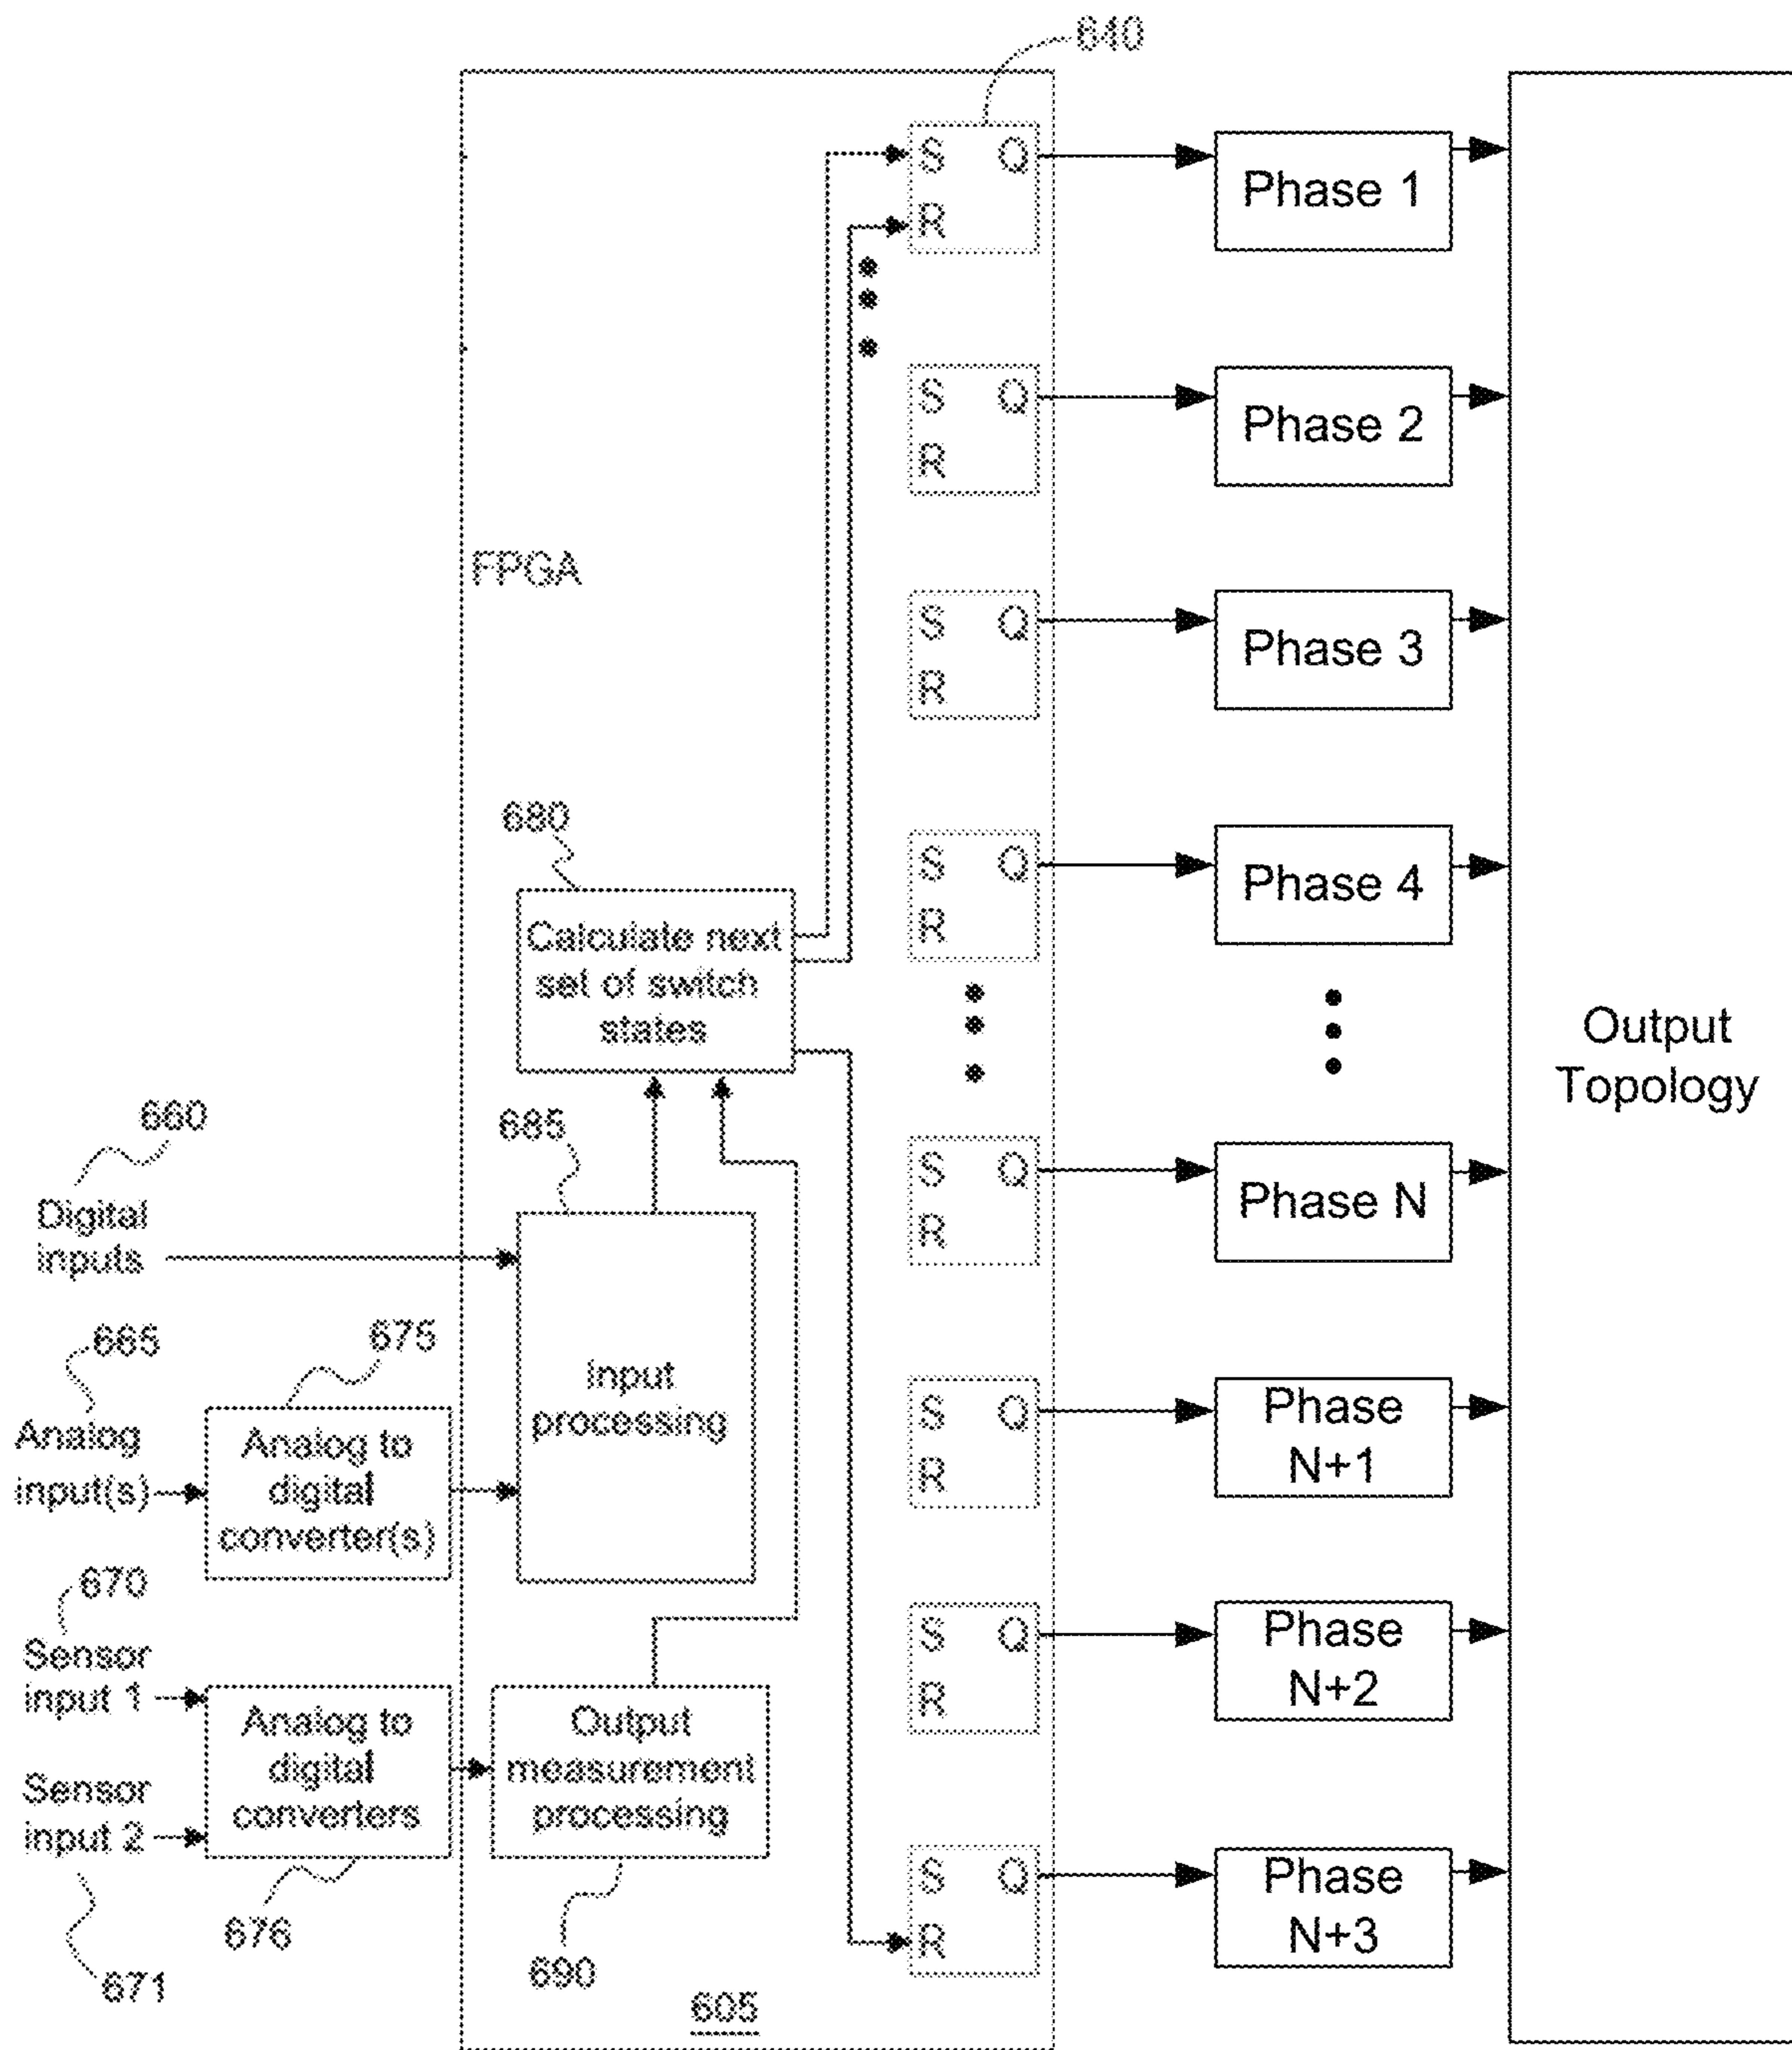 640
S Q
R
Phase 1
S Q
R
Phase 2
FPGA
S Q
R
Phase 3
680
S Q
R
Phase 4
Calculate next
set of switch
states
Output
Topology
660
685
S Q
R
Phase N
Digital
inputs
665
675
Input
processing
S Q
R
Phase
N+1
Analog
input(s)
Analog to
digital
converter(s)
670
Sensor
input 1
S Q
R
Phase
N+2
Analog to
digital
converters
Output
measurement
processing
Sensor
input 2
S Q
R
Phase
N+3
676
690
671
605